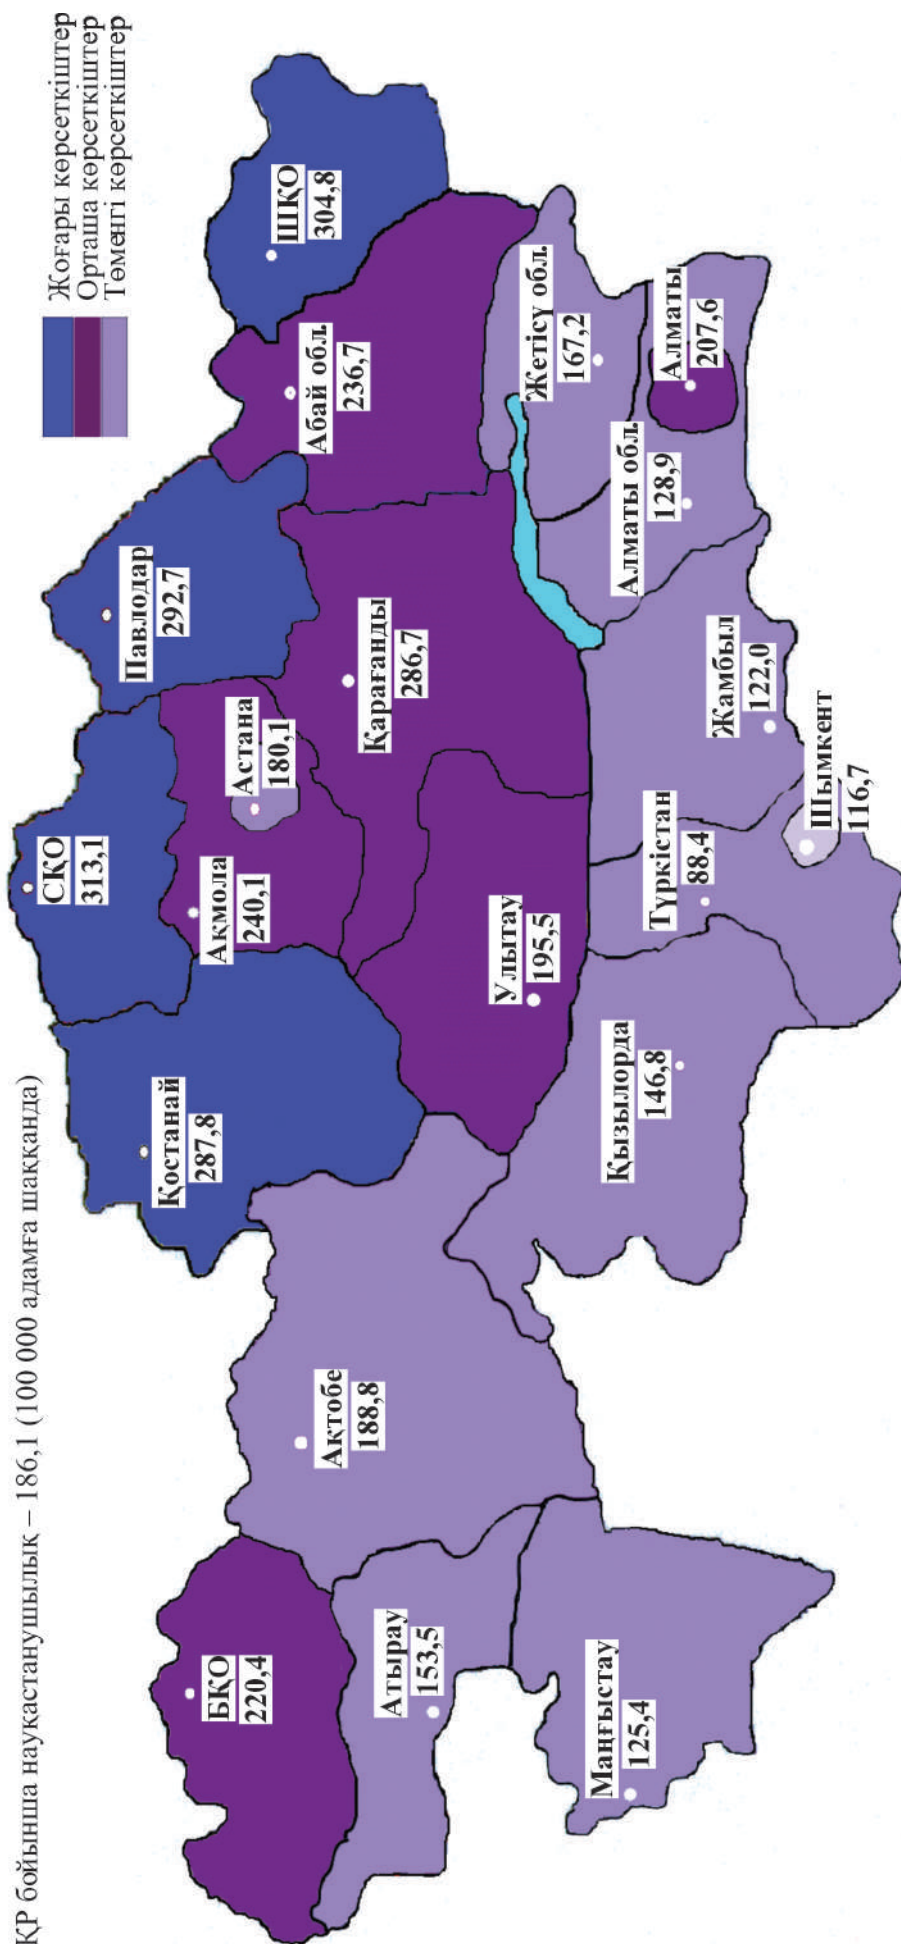 ҚР бойынша наукастанушылық – 186,1 (100 000 адамға шаққанда)
Жоғары көрсеткіштер
Орташа көрсеткіштер
Төменгі көрсеткіштер
СҚО
313,1
Қостанай
287,8
Ақмола
240,1
Астана
180,1
Павлодар
292,7
ШҚО
304,8
Абай обл.
236,7
Қарағанды
286,7
Улытау
195,5
БҚО
220,4
Ақтобе
188,8
Атырау
153,5
Маңғыстау
125,4
Қызылорда
146,8
Түркістан
88,4
Шымкент
116,7
Жамбыл
122,0
Алматы обл.
128,9
Жетісу обл.
167,2
Алматы
207,6